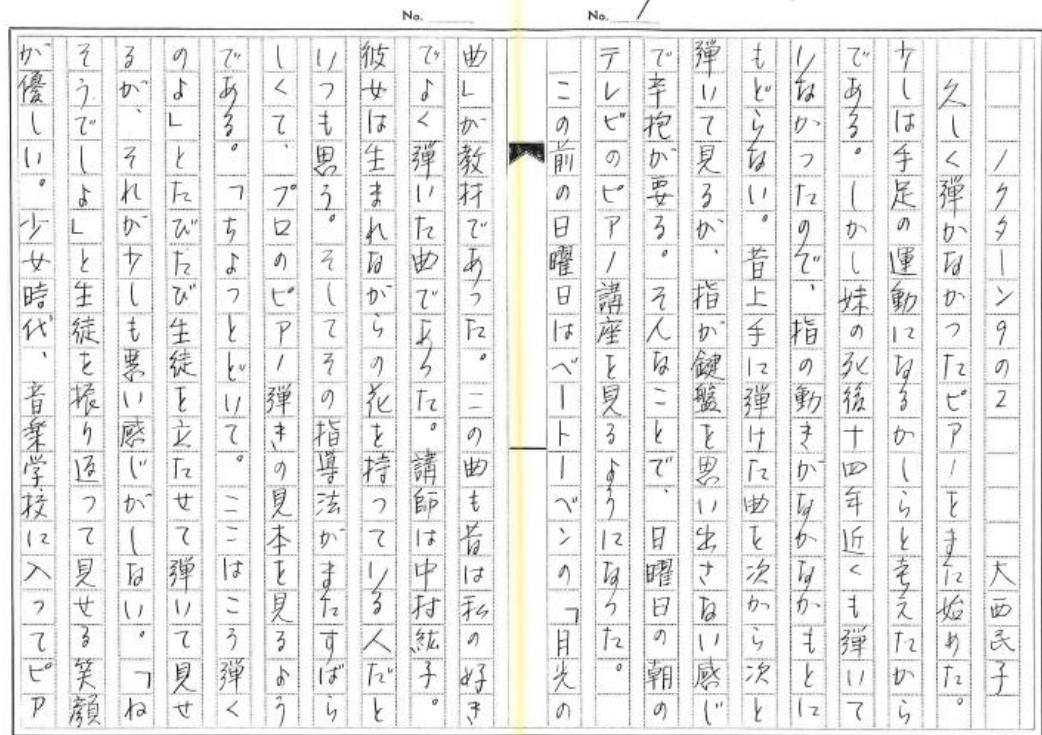 No.
No. 1
ノクターン9の2　　　大西民子
久しく弾かなかつたピアノをまた始めた。
少しは手足の運動になるかしらと考えたから
である。しかし妹の死後十四年近くも弾いて
いなかつたので、指の動きがなかなかもとに
もどらない。昔上手に弾けた曲を次から次と
弾いて見るが、指が鍵盤を思い出さない感じ
で辛抱が要る。そんなことで、日曜日の朝の
テレビのピアノ講座を見るようになつた。
この前の日曜日はベートーベンの「月光の
曲」が教材であつた。この曲も昔は私の好き
でよく弾いた曲であつた。講師は中村紘子。
彼女は生まれながらの花を持つている人だと
いつも思う。そしてその指導法がまたすばら
しくて、プロのピアノ弾きの見本を見るよう
である。「ちよつとどいて。ここはこう弾く
のよ」とたびたび生徒を立たせて弾いて見せ
るが、それが少しも悪い感じがしない。「ね
そうでしよ」と生徒を振り返つて見せる笑顔
が優しい。少女時代、音楽学校に入つてピア